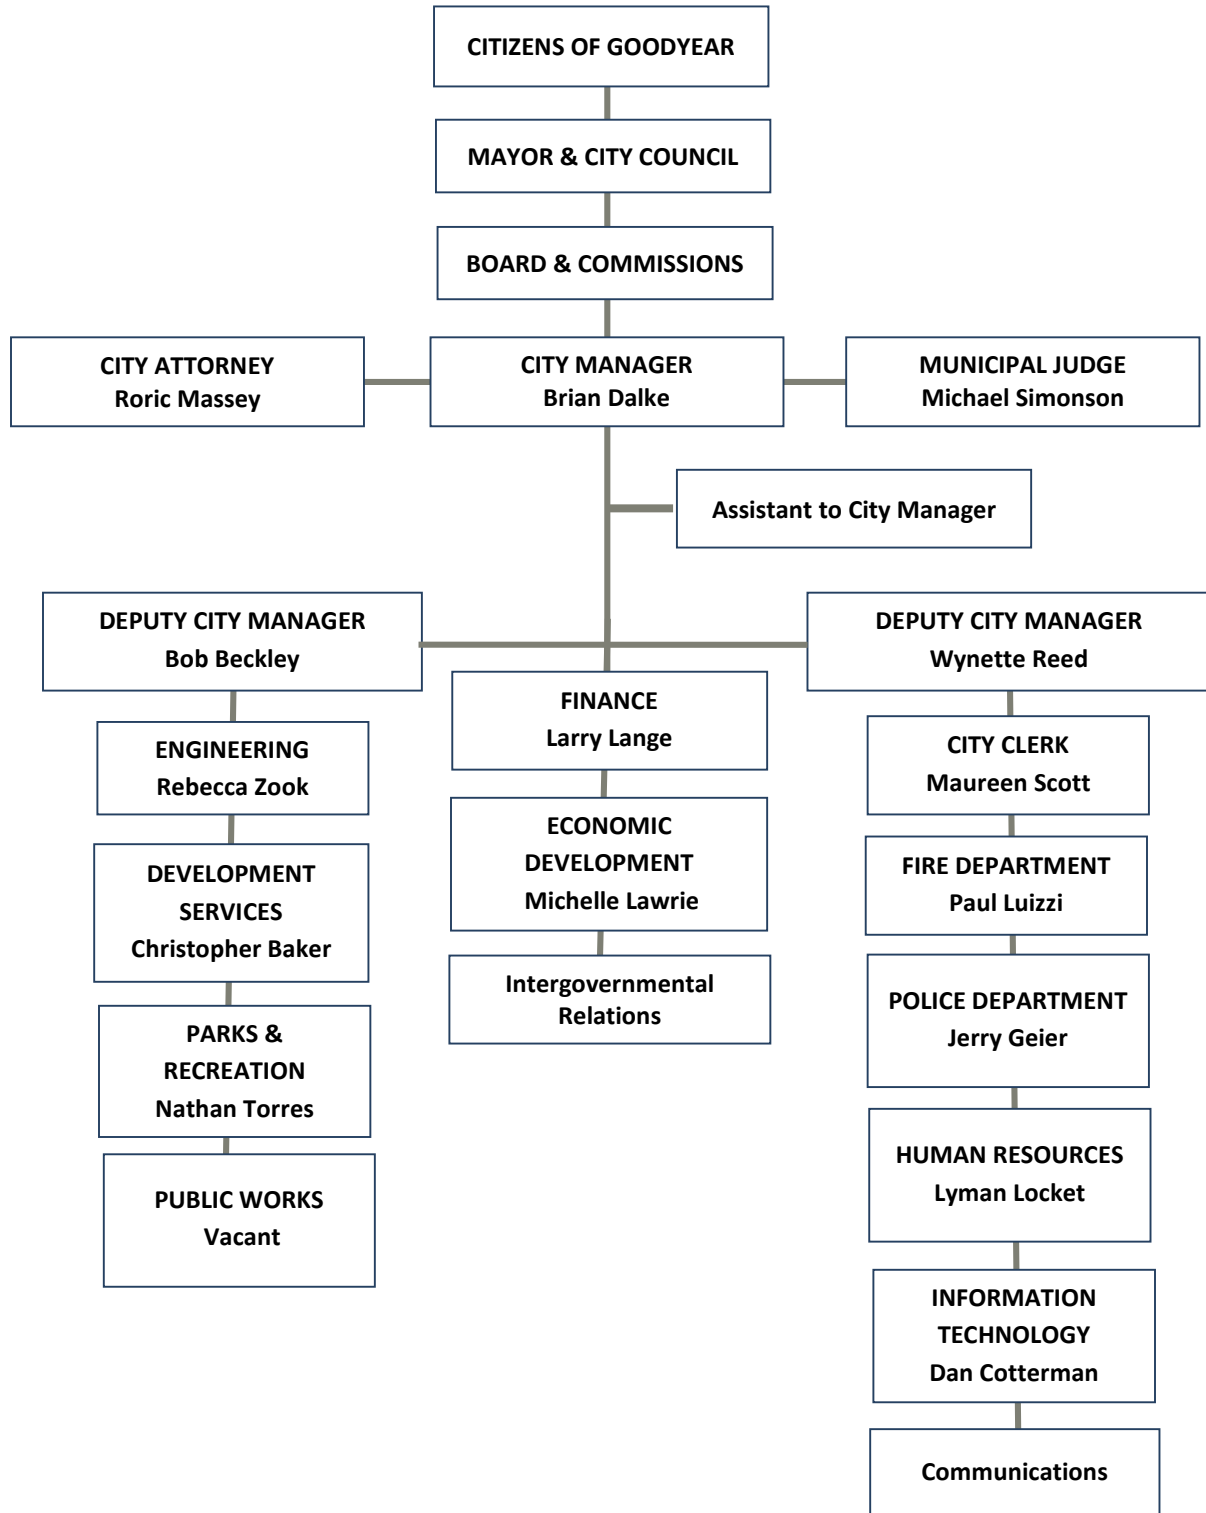 CITIZENS OF GOODYEAR
MAYOR & CITY COUNCIL
BOARD & COMMISSIONS
CITY ATTORNEY
Roric Massey
CITY MANAGER
Brian Dalke
MUNICIPAL JUDGE
Michael Simonson
Assistant to City Manager
DEPUTY CITY MANAGER
Bob Beckley
ENGINEERING
Rebecca Zook
DEVELOPMENT
SERVICES
Christopher Baker
PARKS &
RECREATION
Nathan Torres
PUBLIC WORKS
Vacant
FINANCE
Larry Lange
ECONOMIC
DEVELOPMENT
Michelle Lawrie
Intergovernmental
Relations
DEPUTY CITY MANAGER
Wynette Reed
CITY CLERK
Maureen Scott
FIRE DEPARTMENT
Paul Luizzi
POLICE DEPARTMENT
Jerry Geier
HUMAN RESOURCES
Lyman Locket
INFORMATION
TECHNOLOGY
Dan Cotterman
Communications